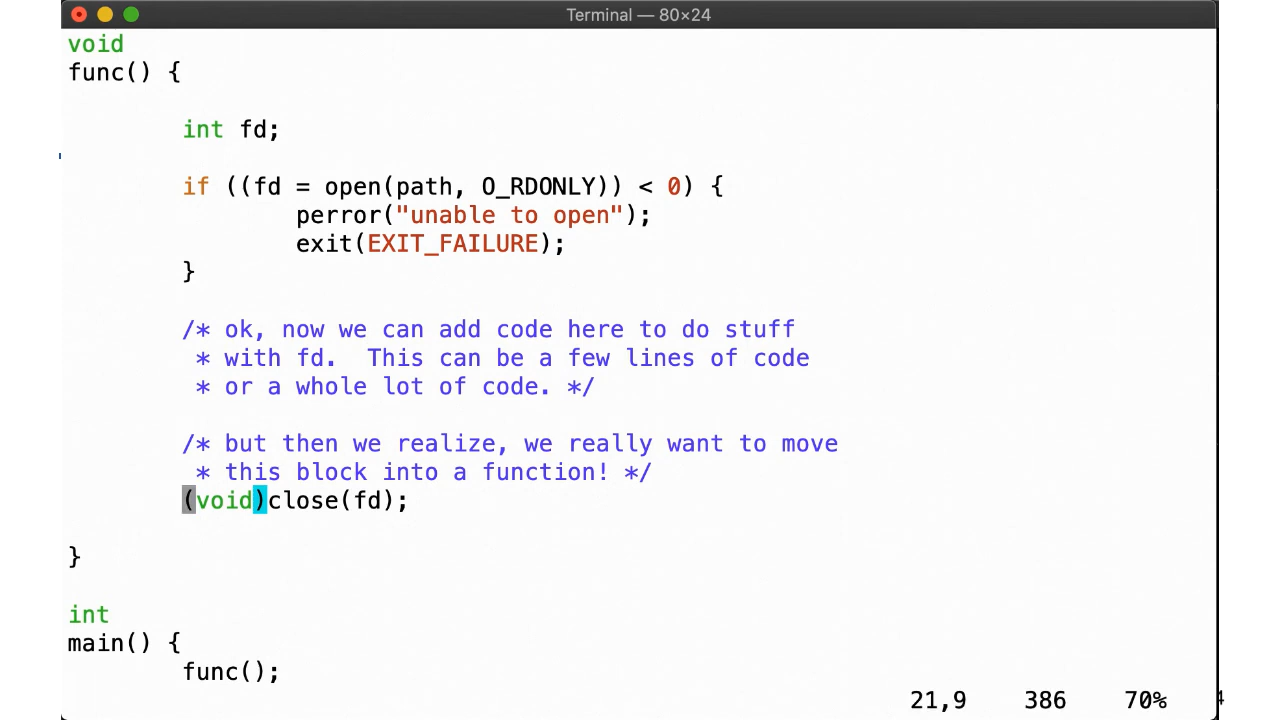 Terminal — 80×24
void
func() {
int fd;
if ((fd = open(path, O_RDONLY)) < 0) {
perror("unable to open");
exit(EXIT_FAILURE);
}
/* ok, now we can add code here to do stuff
* with fd.  This can be a few lines of code
* or a whole lot of code. */
/* but then we realize, we really want to move
* this block into a function! */
(void)close(fd);
}
int
main() {
func();
21,9 386 70%